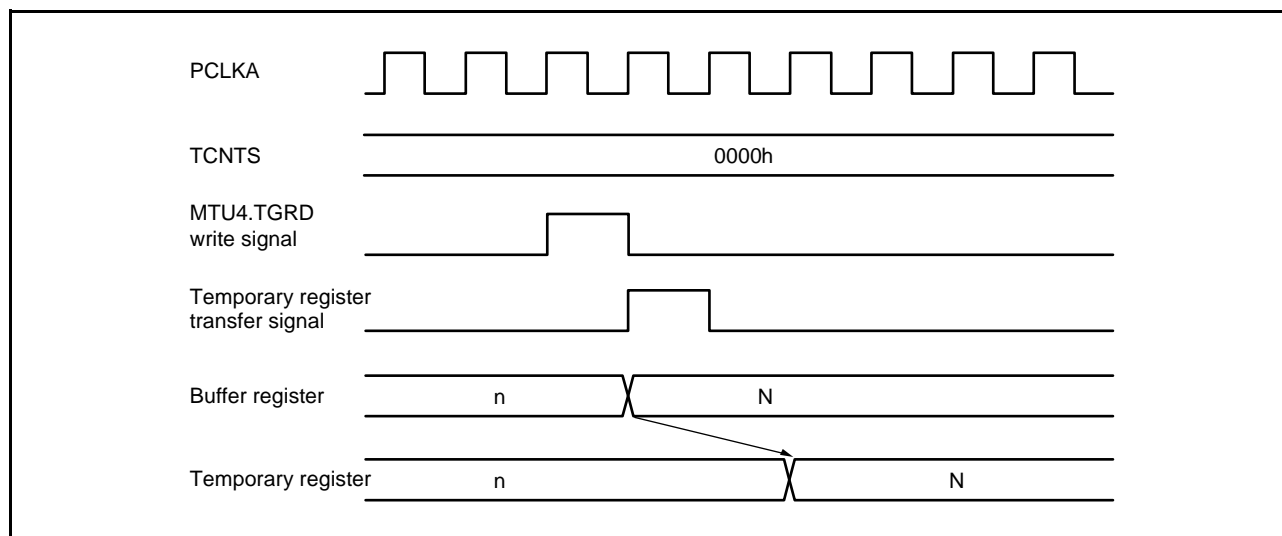 PCLKA
TCNTS
0000h
MTU4.TGRD
write signal
Temporary register
transfer signal
Buffer register
n
N
Temporary register
n
N